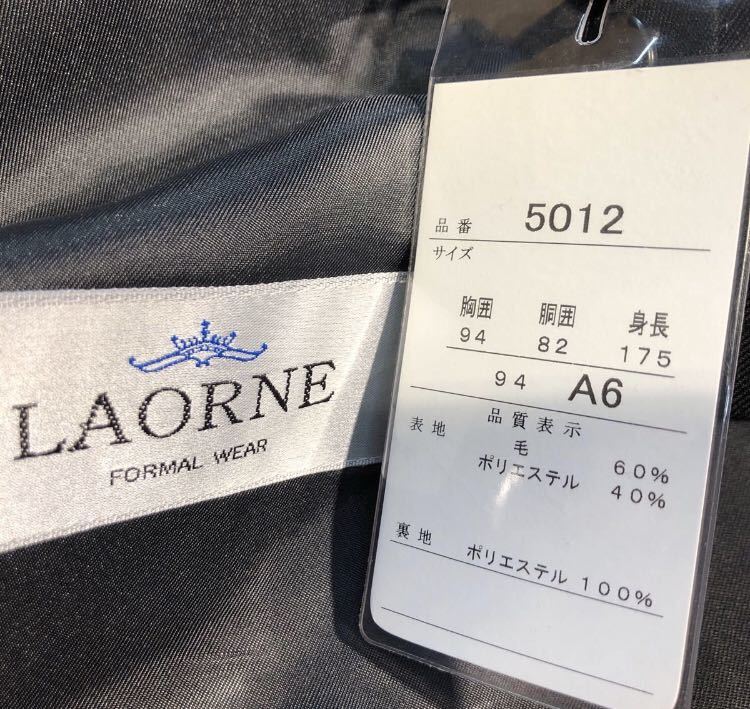 LAORNE
FORMAL WEAR
品番 5012
サイズ
胸囲 胴囲 身長
94 82 175
94 A6
品質表示
表地 毛 60%
ポリエステル 40%
裏地 ポリエステル 100%